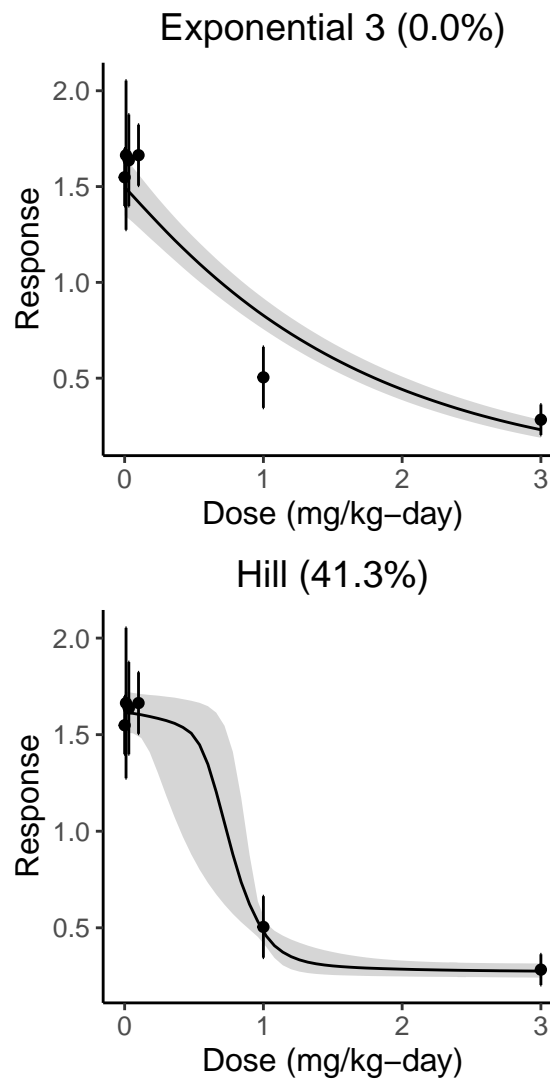 Exponential 3 (0.0%)
Response
2.0
1.5
1.0
0.5
0
1
2
3
Dose (mg/kg−day)
Hill (41.3%)
Response
2.0
1.5
1.0
0.5
0
1
2
3
Dose (mg/kg−day)